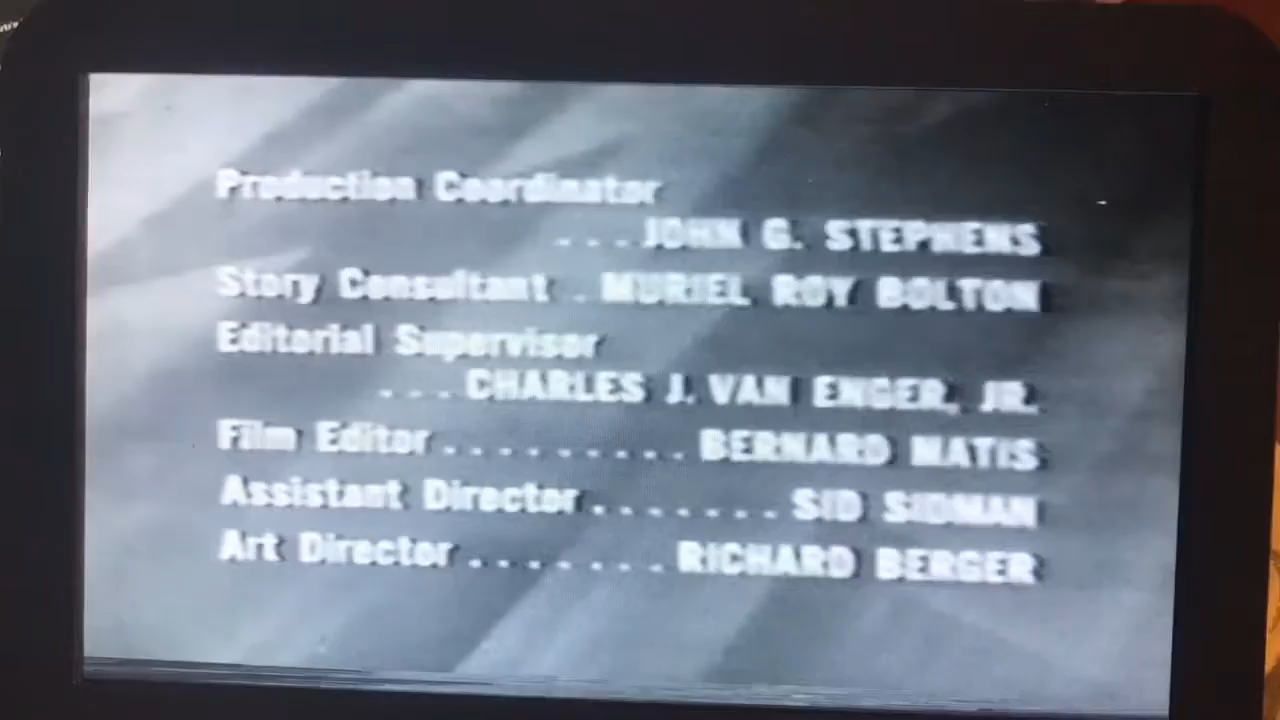 Production Coordinator
....JOHN G. STEPHENS
Story Consultant . MURIEL ROY BOLTON
Editorial Supervisor
....CHARLES J. VAN ENGER, JR.
Film Editor.......... BERNARD MATIS
Assistant Director........ SID SIDMAN
Art Director ........ RICHARD BERGER